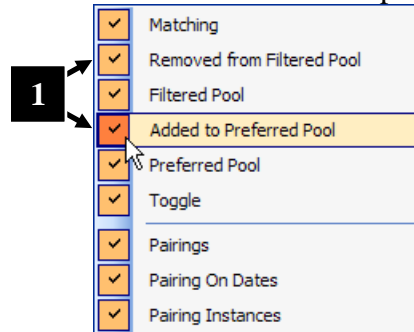 Matching
Removed from Filtered Pool
1
Filtered Pool
Added to Preferred Pool
Preferred Pool
Toggle
Pairings
Pairing On Dates
Pairing Instances